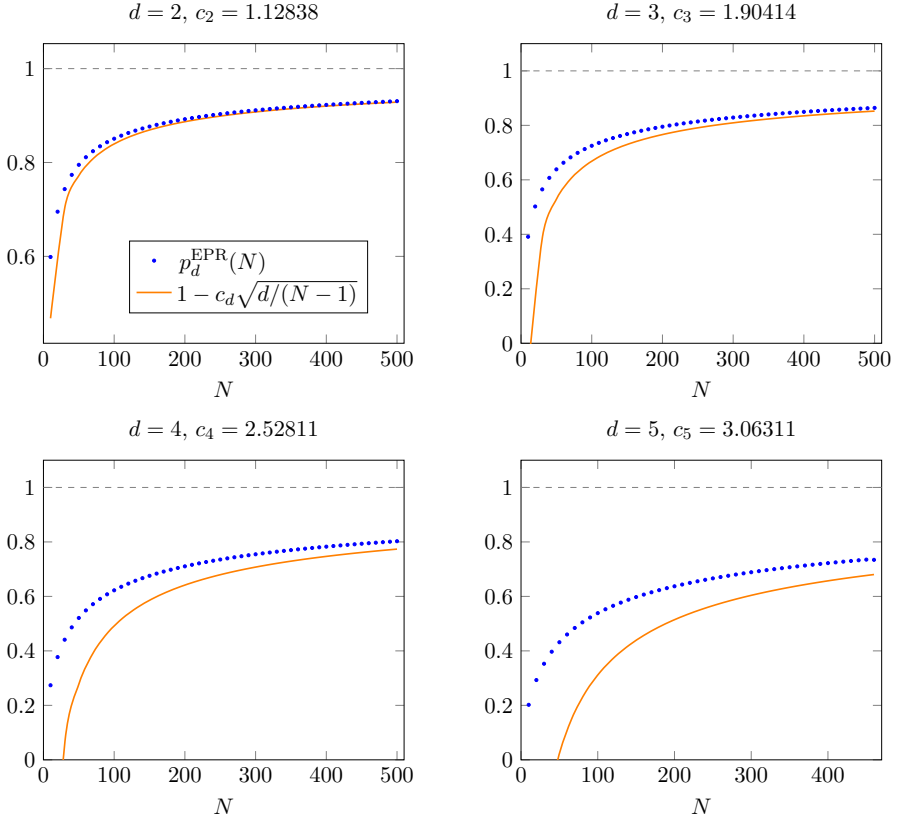 d = 2, c₂ = 1.12838
1
0.8
0.6
p_d^EPR(N)
1 − c_d√d/(N − 1)
0 100 200 300 400 500
N
d = 3, c₃ = 1.90414
1
0.8
0.6
0.4
0.2
0
0 100 200 300 400 500
N
d = 4, c₄ = 2.52811
1
0.8
0.6
0.4
0.2
0
0 100 200 300 400 500
N
d = 5, c₅ = 3.06311
1
0.8
0.6
0.4
0.2
0
0 100 200 300 400
N